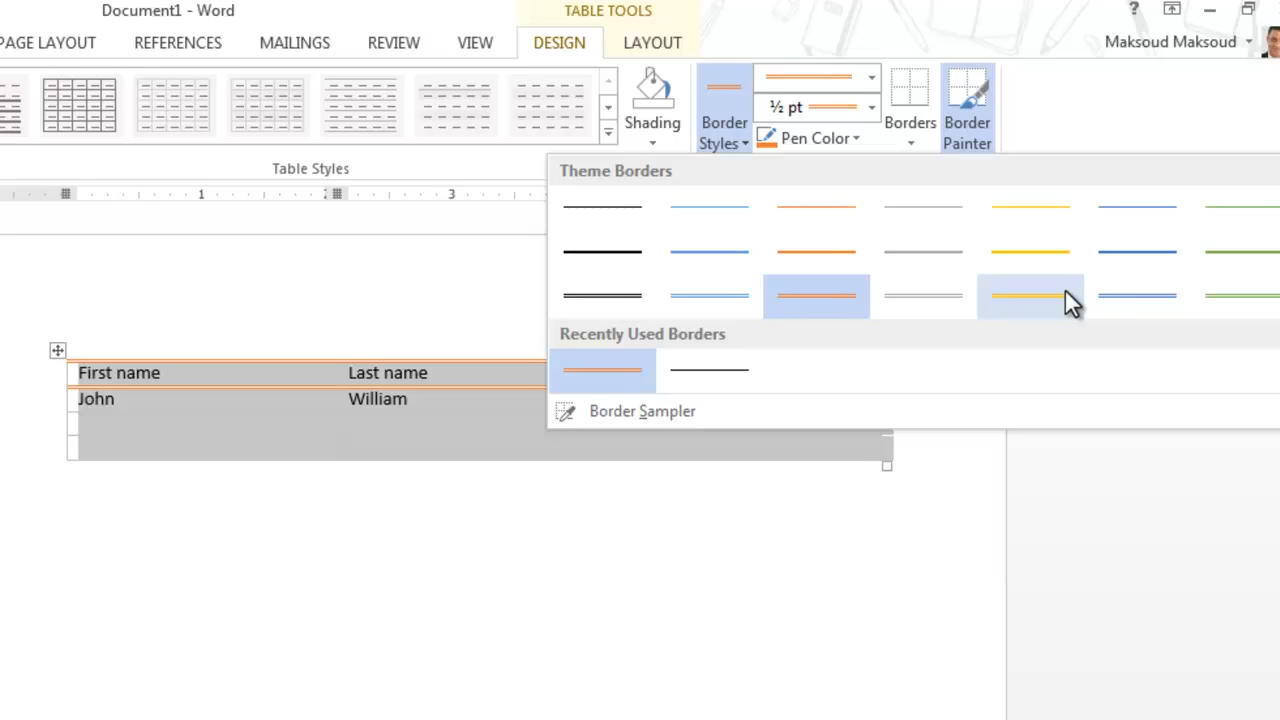 Document1 - Word
TABLE TOOLS
?
PAGE LAYOUT REFERENCES MAILINGS REVIEW VIEW DESIGN LAYOUT
Maksoud Maksoud
½ pt
Pen Color
Shading
Border Styles
Borders
Border Painter
Table Styles
1 2 3
Theme Borders
Recently Used Borders
Border Sampler
First name Last name
John William